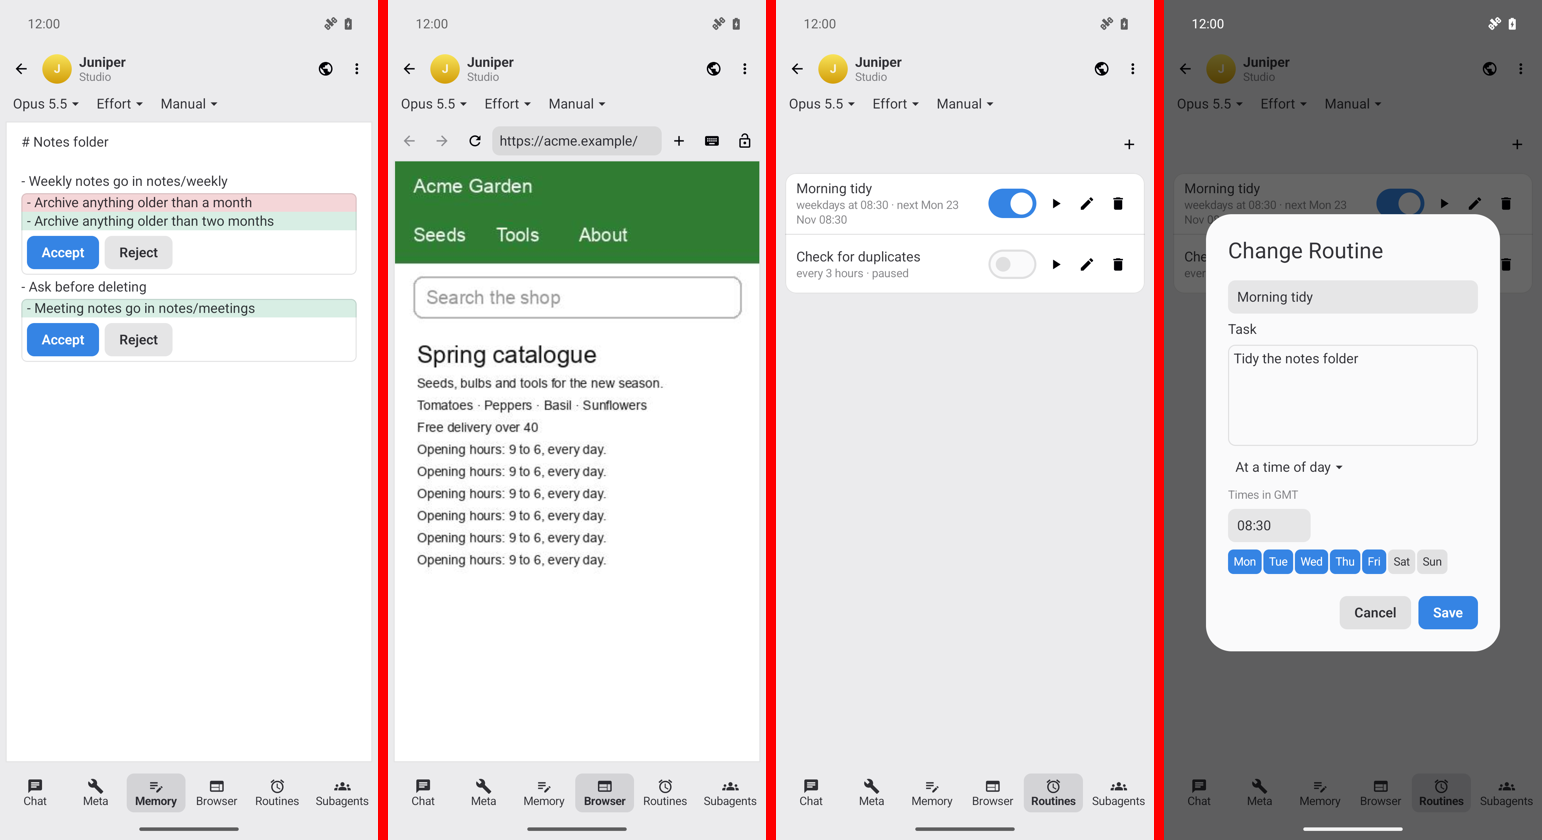 12:00
Juniper
Studio
Opus 5.5 Effort Manual
# Notes folder
- Weekly notes go in notes/weekly
- Archive anything older than a month
- Archive anything older than two months
Accept Reject
- Ask before deleting
- Meeting notes go in notes/meetings
Accept Reject
Chat Meta Memory Browser Routines Subagents
12:00
J
Juniper
Studio
Opus 5.5 Effort Manual
https://acme.example/
Acme Garden
Seeds Tools About
Search the shop
Spring catalogue
Seeds, bulbs and tools for the new season.
Tomatoes · Peppers · Basil · Sunflowers
Free delivery over 40
Opening hours: 9 to 6, every day.
Opening hours: 9 to 6, every day.
Opening hours: 9 to 6, every day.
Opening hours: 9 to 6, every day.
Opening hours: 9 to 6, every day.
Opening hours: 9 to 6, every day.
Chat Meta Memory Browser Routines Subagents
12:00
J
Juniper
Studio
Opus 5.5 Effort Manual
Morning tidy
weekdays at 08:30 · next Mon 23
Nov 08:30
Check for duplicates
every 3 hours · paused
Chat Meta Memory Browser Routines Subagents
12:00
J
Juniper
Studio
Opus 5.5 Effort Manual
Morning tidy
weekdays at 08:30 · next Mon 23
Nov 08:30
Che
ever
Change Routine
Morning tidy
Task
Tidy the notes folder
At a time of day
Times in GMT
08:30
Mon Tue Wed Thu Fri Sat Sun
Cancel Save
Chat Meta Memory Browser Routines Subagents